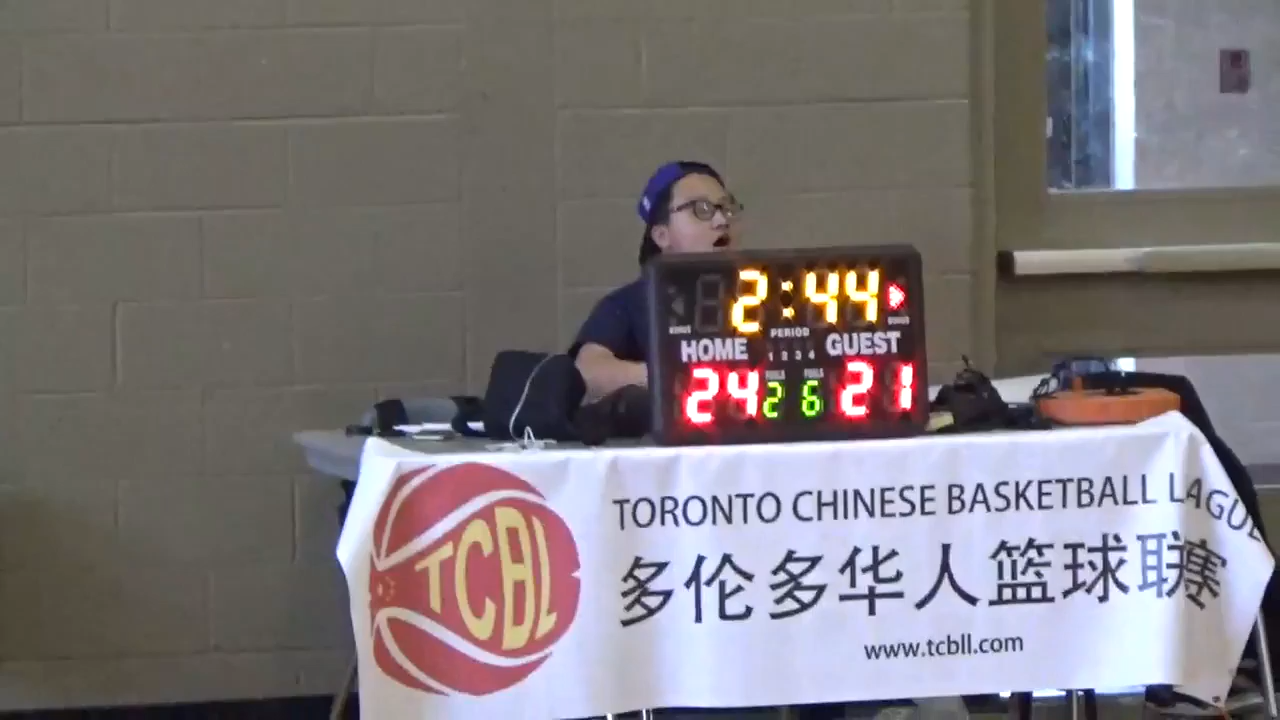 2:44
BONUS BONUS
PERIOD
HOME 1 2 3 4 GUEST
FOULS FOULS
24 2 6 21
TCBL
TORONTO CHINESE BASKETBALL LAGUE
多伦多华人篮球联赛
www.tcbll.com